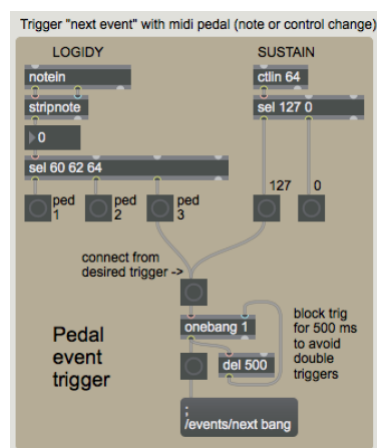 Trigger "next event" with midi pedal (note or control change)
LOGIDY
SUSTAIN
notein
ctlin 64
stripnote
sel 127 0
0
sel 60 62 64
ped
1
ped
2
ped
3
127
0
connect from
desired trigger ->
onebang 1
block trig
for 500 ms
to avoid
double
triggers
Pedal
event
trigger
del 500
;
/events/next bang